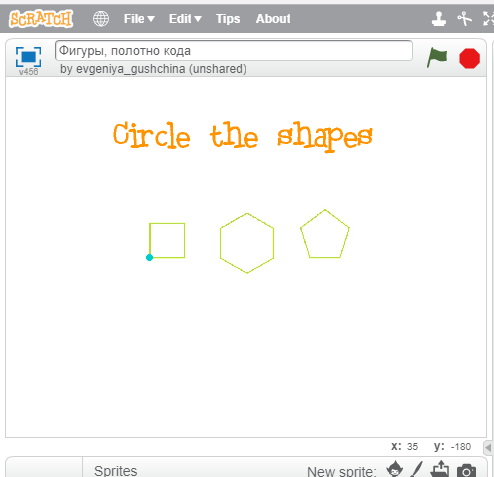 SCRATCH File Edit Tips About
Фигуры, полотно кода
v456 by evgeniya_gushchina (unshared)
Circle the shapes
x: 35 y: -180
Sprites New sprite: